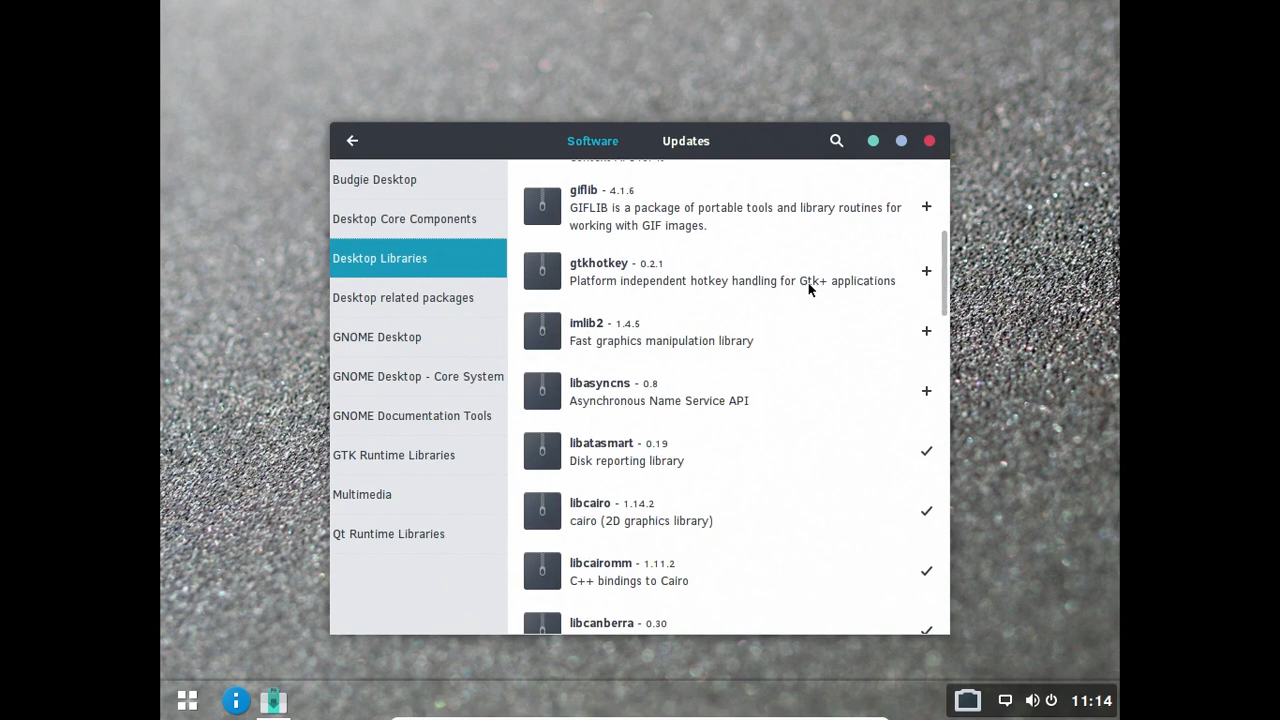 Software
Updates
Budgie Desktop
Desktop Core Components
Desktop Libraries
Desktop related packages
GNOME Desktop
GNOME Desktop - Core System
GNOME Documentation Tools
GTK Runtime Libraries
Multimedia
Qt Runtime Libraries
giflib - 4.1.6
GIFLIB is a package of portable tools and library routines for
working with GIF images.
gtkhotkey - 0.2.1
Platform independent hotkey handling for Gtk+ applications
imlib2 - 1.4.5
Fast graphics manipulation library
libasyncns - 0.8
Asynchronous Name Service API
libatasmart - 0.19
Disk reporting library
libcairo - 1.14.2
cairo (2D graphics library)
libcairomm - 1.11.2
C++ bindings to Cairo
libcanberra - 0.30
11:14